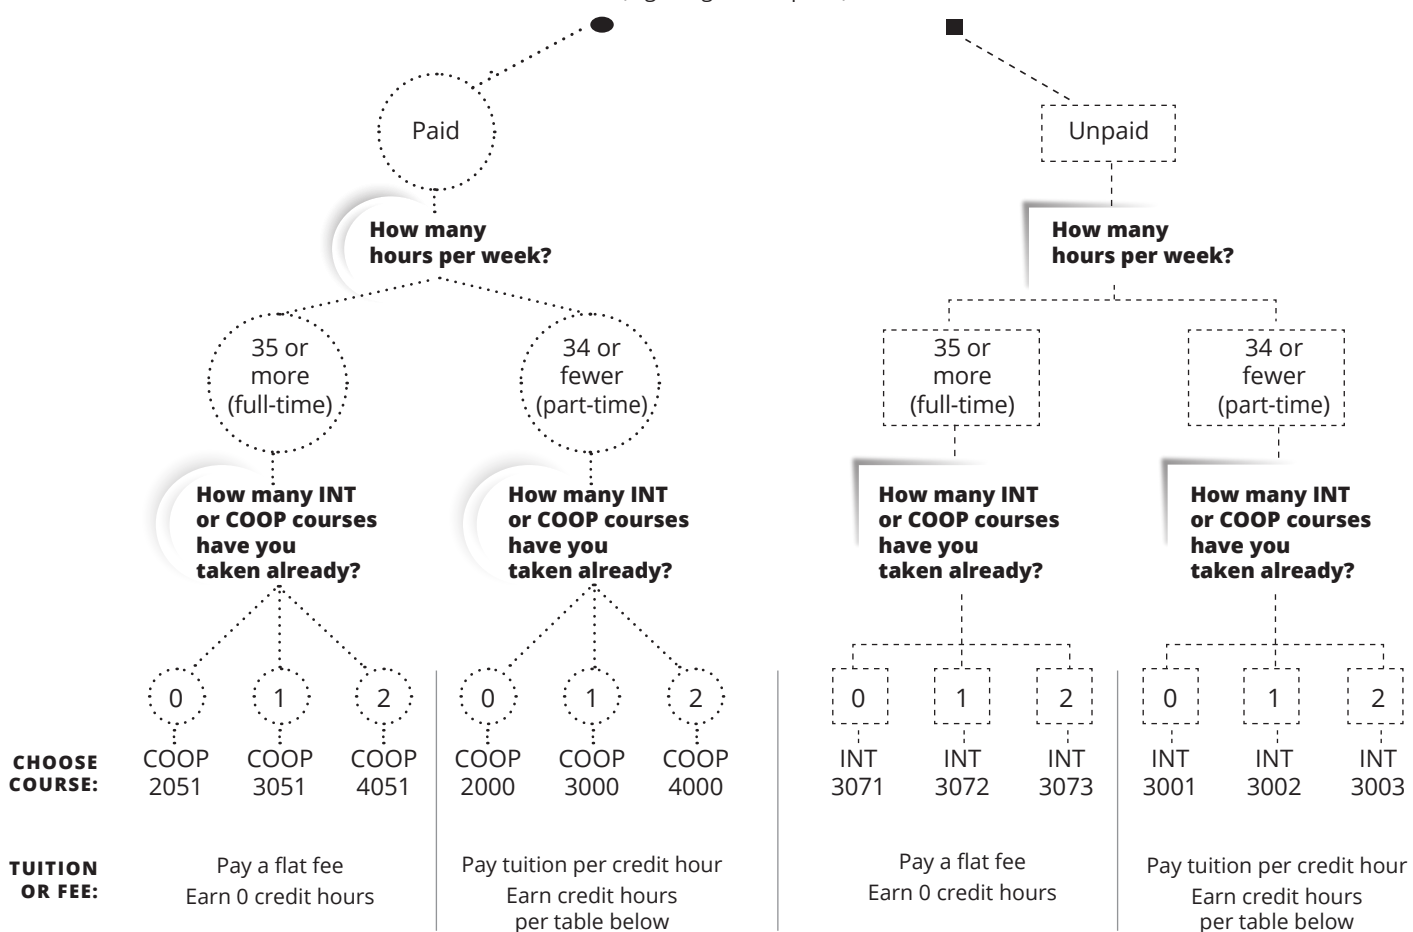 Paid
Unpaid
How many
hours per week?
How many
hours per week?
35 or
more
(full-time)
34 or
fewer
(part-time)
35 or
more
(full-time)
34 or
fewer
(part-time)
How many INT
or COOP courses
have you
taken already?
How many INT
or COOP courses
have you
taken already?
How many INT
or COOP courses
have you
taken already?
How many INT
or COOP courses
have you
taken already?
0 1 2 0 1 2 0 1 2 0 1 2
CHOOSE
COURSE:
COOP
2051
COOP
3051
COOP
4051
COOP
2000
COOP
3000
COOP
4000
INT
3071
INT
3072
INT
3073
INT
3001
INT
3002
INT
3003
TUITION
OR FEE:
Pay a flat fee
Earn 0 credit hours
Pay tuition per credit hour
Earn credit hours
per table below
Pay a flat fee
Earn 0 credit hours
Pay tuition per credit hour
Earn credit hours
per table below